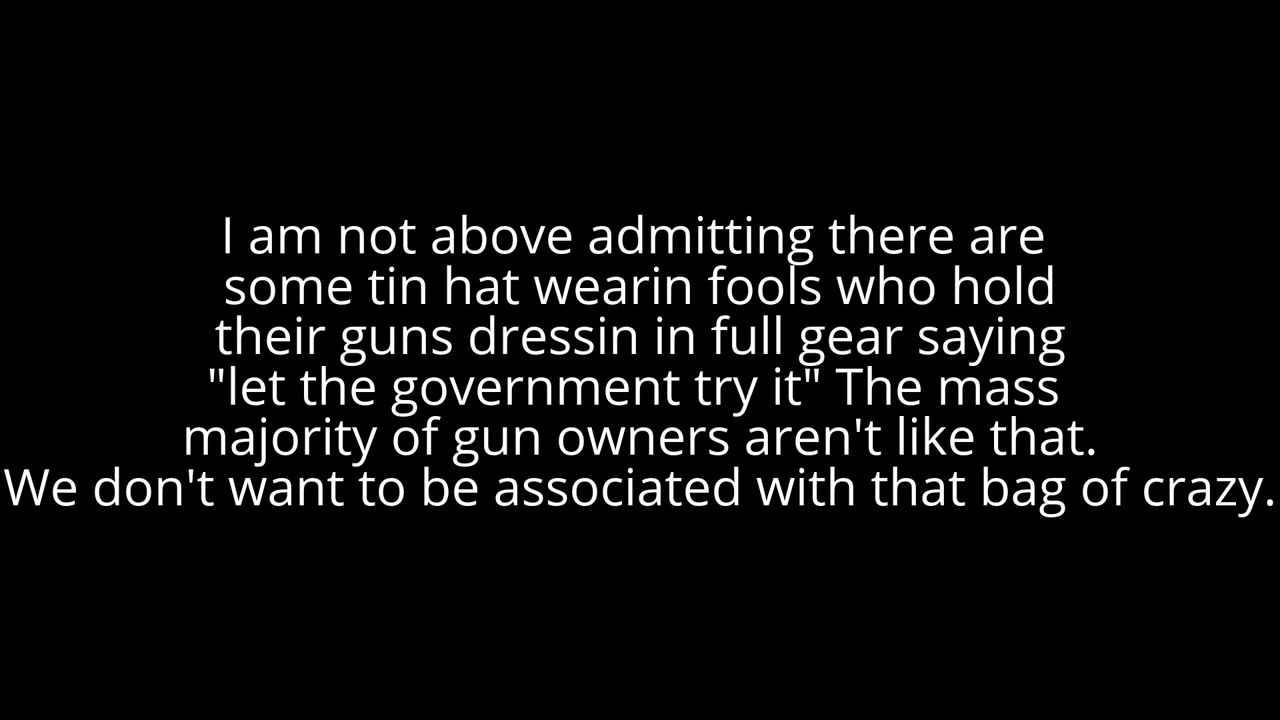 I am not above admitting there are
some tin hat wearin fools who hold
their guns dressin in full gear saying
"let the government try it" The mass
majority of gun owners aren't like that.
We don't want to be associated with that bag of crazy.